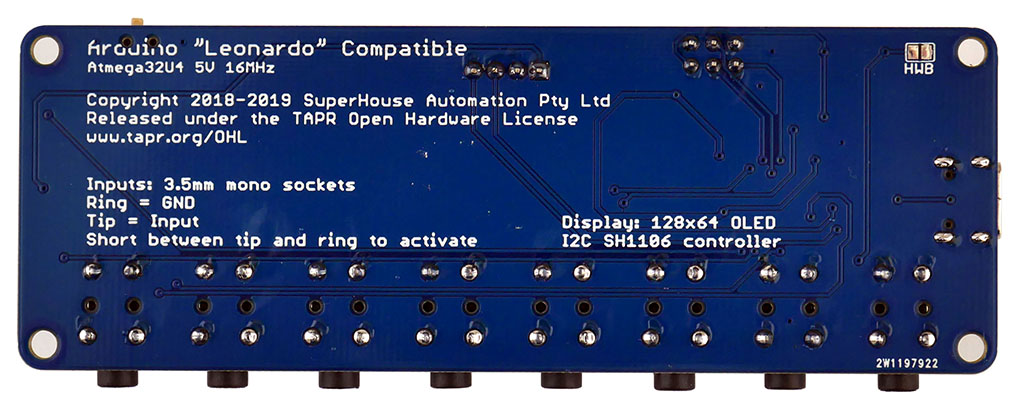 Arduino "Leonardo" Compatible
Atmega32U4 5V 16MHz
HWB
Copyright 2018-2019 SuperHouse Automation Pty Ltd
Released under the TAPR Open Hardware License
www.tapr.org/OHL
Inputs: 3.5mm mono sockets
Ring = GND
Tip = Input
Short between tip and ring to activate
Display: 128x64 OLED
I2C SH1106 controller
2W1197922